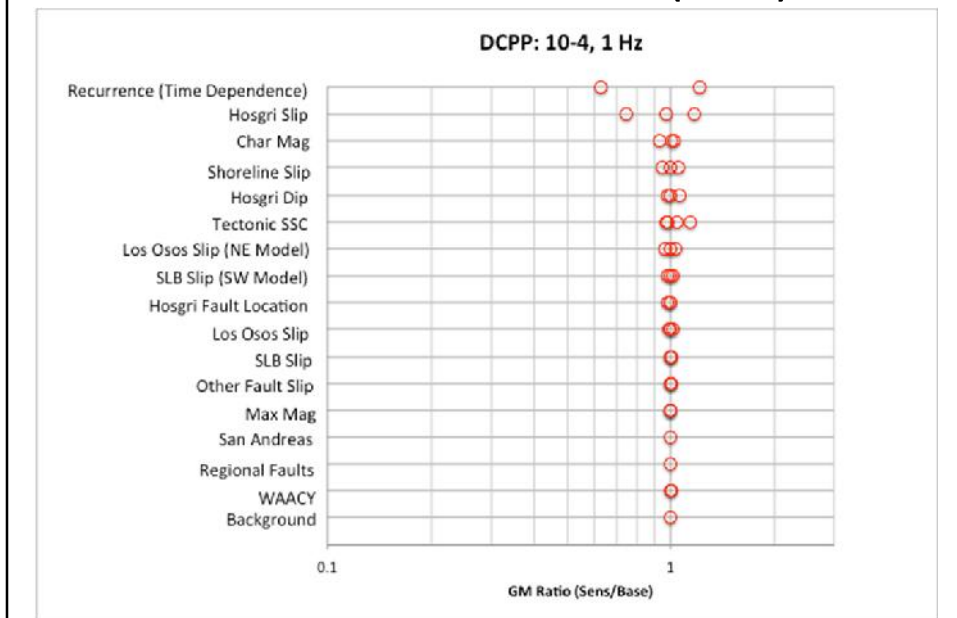 DCPP: 10-4, 1 Hz
Recurrence (Time Dependence)
Hosgri Slip
Char Mag
Shoreline Slip
Hosgri Dip
Tectonic SSC
Los Osos Slip (NE Model)
SLB Slip (SW Model)
Hosgri Fault Location
Los Osos Slip
SLB Slip
Other Fault Slip
Max Mag
San Andreas
Regional Faults
WAACY
Background
0.1 1
GM Ratio (Sens/Base)